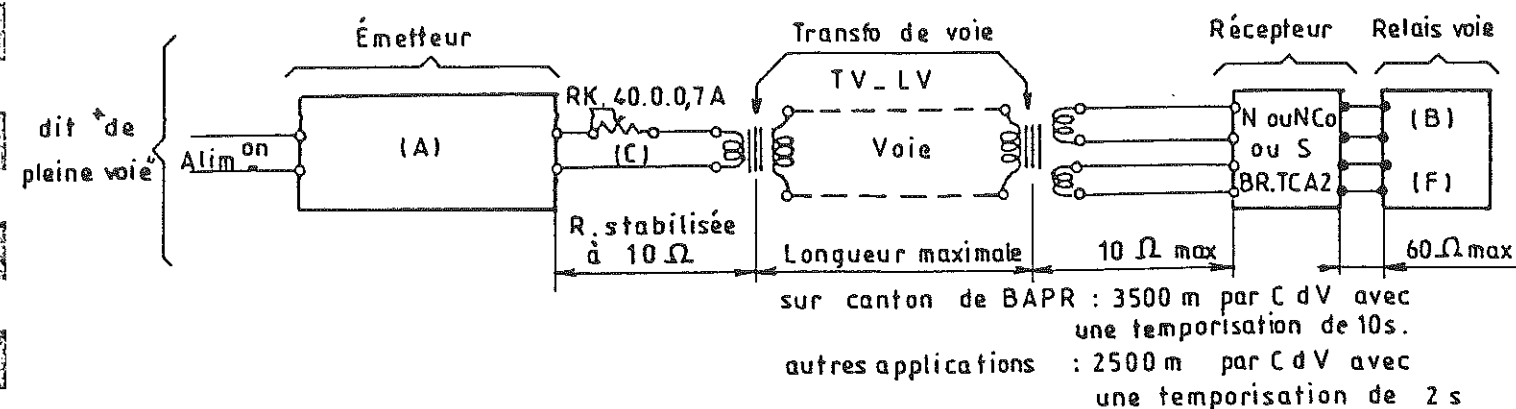 Émetteur
Transfo de voie
Récepteur
Relais voie
dit "de
pleine voie"
Alim on
(A)
RK.40.0.0,7A
(C)
TV_LV
Voie
N ou NCo
ou S
BR.TCA2
(B)
(F)
R. stabilisée
à 10 Ω
Longueur maximale
10 Ω max
60 Ω max
sur canton de BAPR : 3500 m par C d V avec
une temporisation de 10s.
autres applications : 2500 m par C d V avec
une temporisation de 2 s